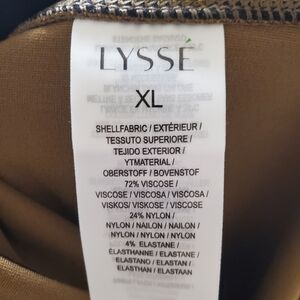 LYSSÉ
XL
SHELLFABRIC / EXTÉRIEUR /
TESSUTO SUPERIORE /
TEJIDO EXTERIOR /
YTMATERIAL /
OBERSTOFF / BOVENSTOF
72% VISCOSE /
VISCOSE / VISCOSA / VISCOSA /
VISKOS/ VISKOSE / VISCOSE
24% NYLON /
NYLON / NAILON / NAILON /
NYLON / NYLON / NYLON
4% ELASTANE /
ÉLASTHANNE / ELASTANE /
ELASTANO / ELASTAN /
ELASTHAN / ELASTAAN